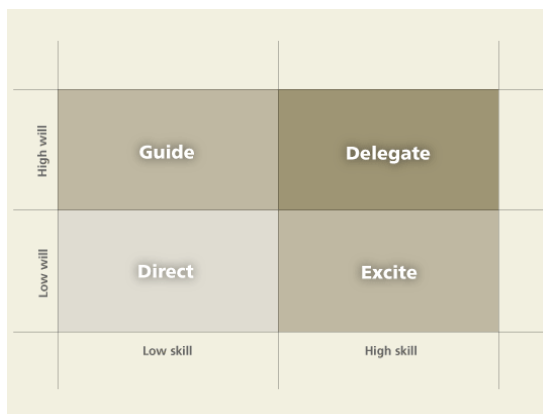 High will
Guide
Delegate
Low will
Direct
Excite
Low skill
High skill